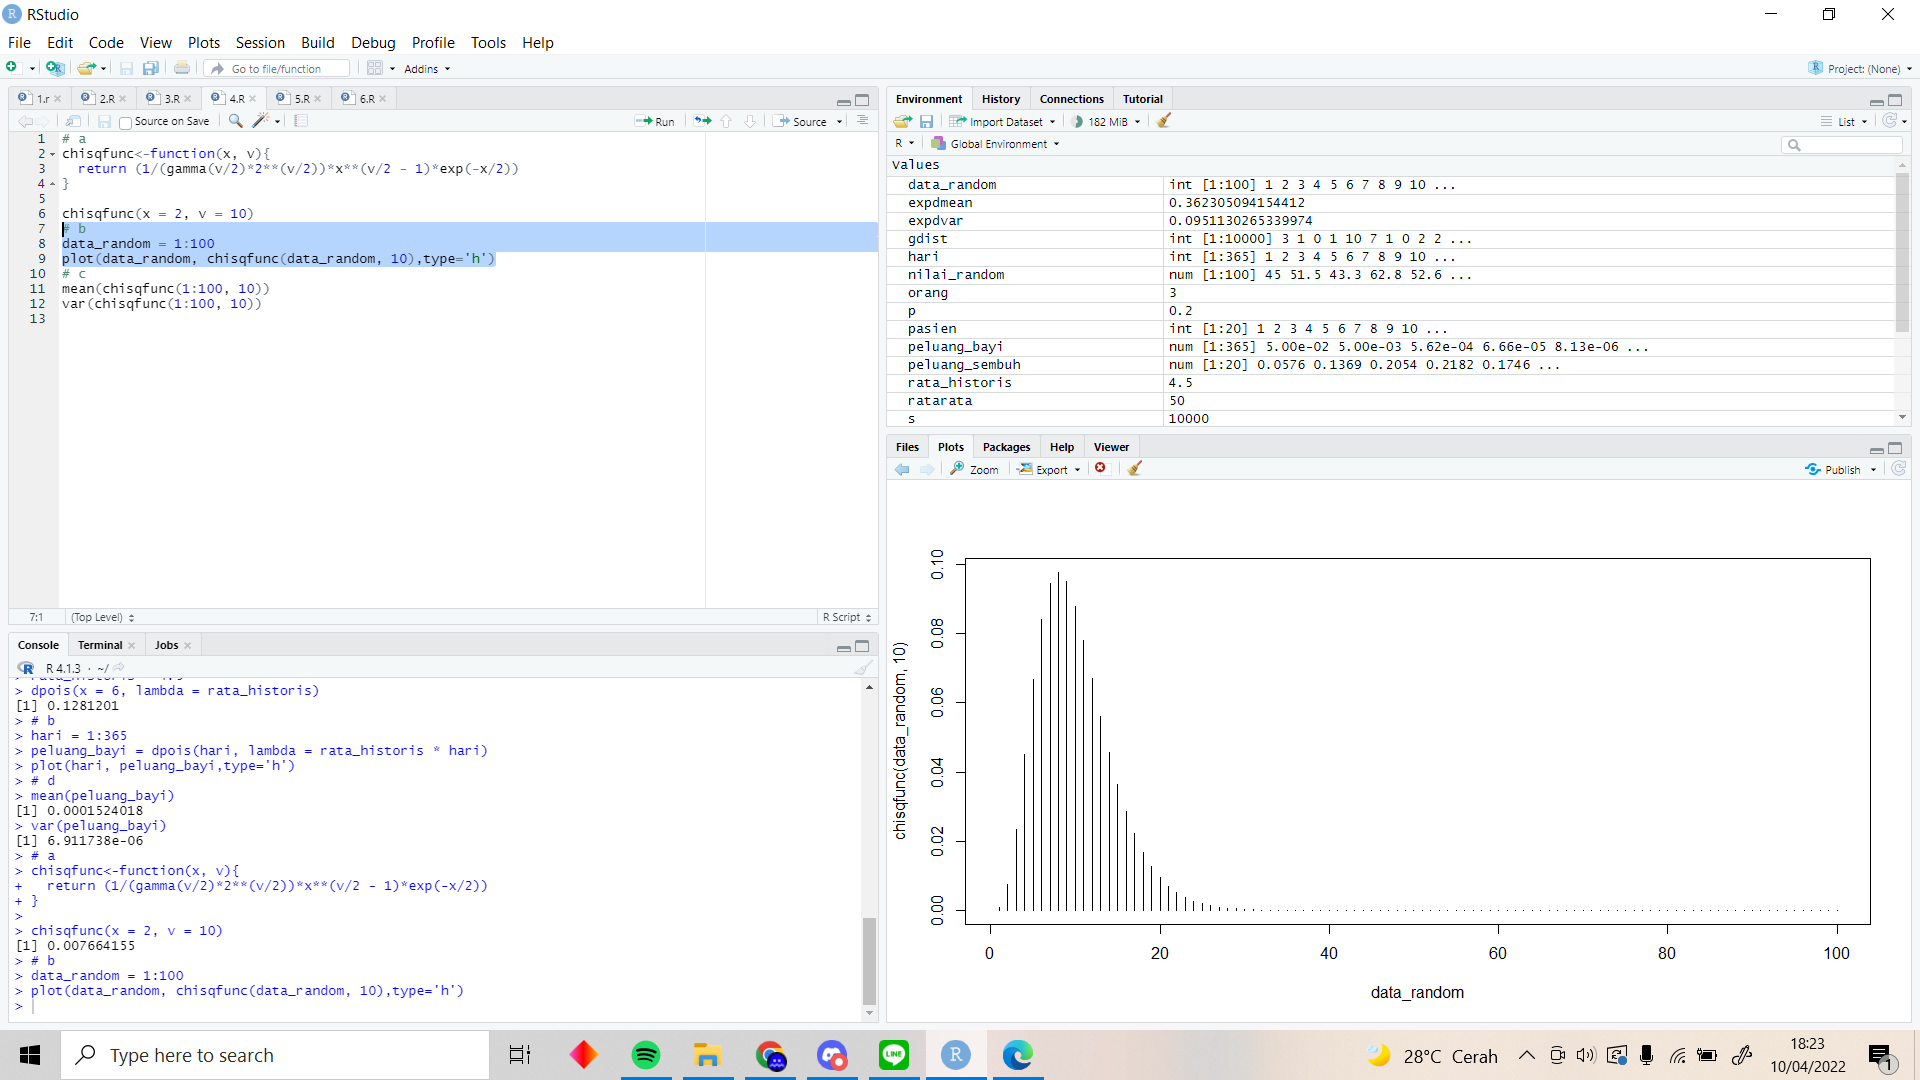 RStudio
File Edit Code View Plots Session Build Debug Profile Tools Help
Go to file/function Addins Project: (None)
1.r 2.R 3.R 4.R 5.R 6.R
Source on Save Run Source
1 # a
2 chisqfunc<-function(x, v){
3 return (1/(gamma(v/2)*2**(v/2))*x**(v/2 - 1)*exp(-x/2))
4 }
5
6 chisqfunc(x = 2, v = 10)
7 # b
8 data_random = 1:100
9 plot(data_random, chisqfunc(data_random, 10),type='h')
10 # c
11 mean(chisqfunc(1:100, 10))
12 var(chisqfunc(1:100, 10))
13
7:1 (Top Level) R Script
Console Terminal Jobs
R 4.1.3 · ~/
> dpois(x = 6, lambda = rata_historis)
[1] 0.1281201
> # b
> hari = 1:365
> peluang_bayi = dpois(hari, lambda = rata_historis * hari)
> plot(hari, peluang_bayi,type='h')
> # d
> mean(peluang_bayi)
[1] 0.0001524018
> var(peluang_bayi)
[1] 6.911738e-06
> # a
> chisqfunc<-function(x, v){
+ return (1/(gamma(v/2)*2**(v/2))*x**(v/2 - 1)*exp(-x/2))
+ }
>
> chisqfunc(x = 2, v = 10)
[1] 0.007664155
> # b
> data_random = 1:100
> plot(data_random, chisqfunc(data_random, 10),type='h')
>
Environment History Connections Tutorial
Import Dataset 182 MiB List
R Global Environment
Values
data_random int [1:100] 1 2 3 4 5 6 7 8 9 10 ...
expdmean 0.362305094154412
expdvar 0.0951130265339974
gdist int [1:10000] 3 1 0 1 10 7 1 0 2 2 ...
hari int [1:365] 1 2 3 4 5 6 7 8 9 10 ...
nilai_random num [1:100] 45 51.5 43.3 62.8 52.6 ...
orang 3
p 0.2
pasien int [1:20] 1 2 3 4 5 6 7 8 9 10 ...
peluang_bayi num [1:365] 5.00e-02 5.00e-03 5.62e-04 6.66e-05 8.13e-06 ...
peluang_sembuh num [1:20] 0.0576 0.1369 0.2054 0.2182 0.1746 ...
rata_historis 4.5
ratarata 50
s 10000
Files Plots Packages Help Viewer
Zoom Export Publish
chisqfunc(data_random, 10)
0.10
0.08
0.06
0.04
0.02
0.00
0 20 40 60 80 100
data_random
Type here to search
LINE
R
28°C Cerah
18:23
10/04/2022
1